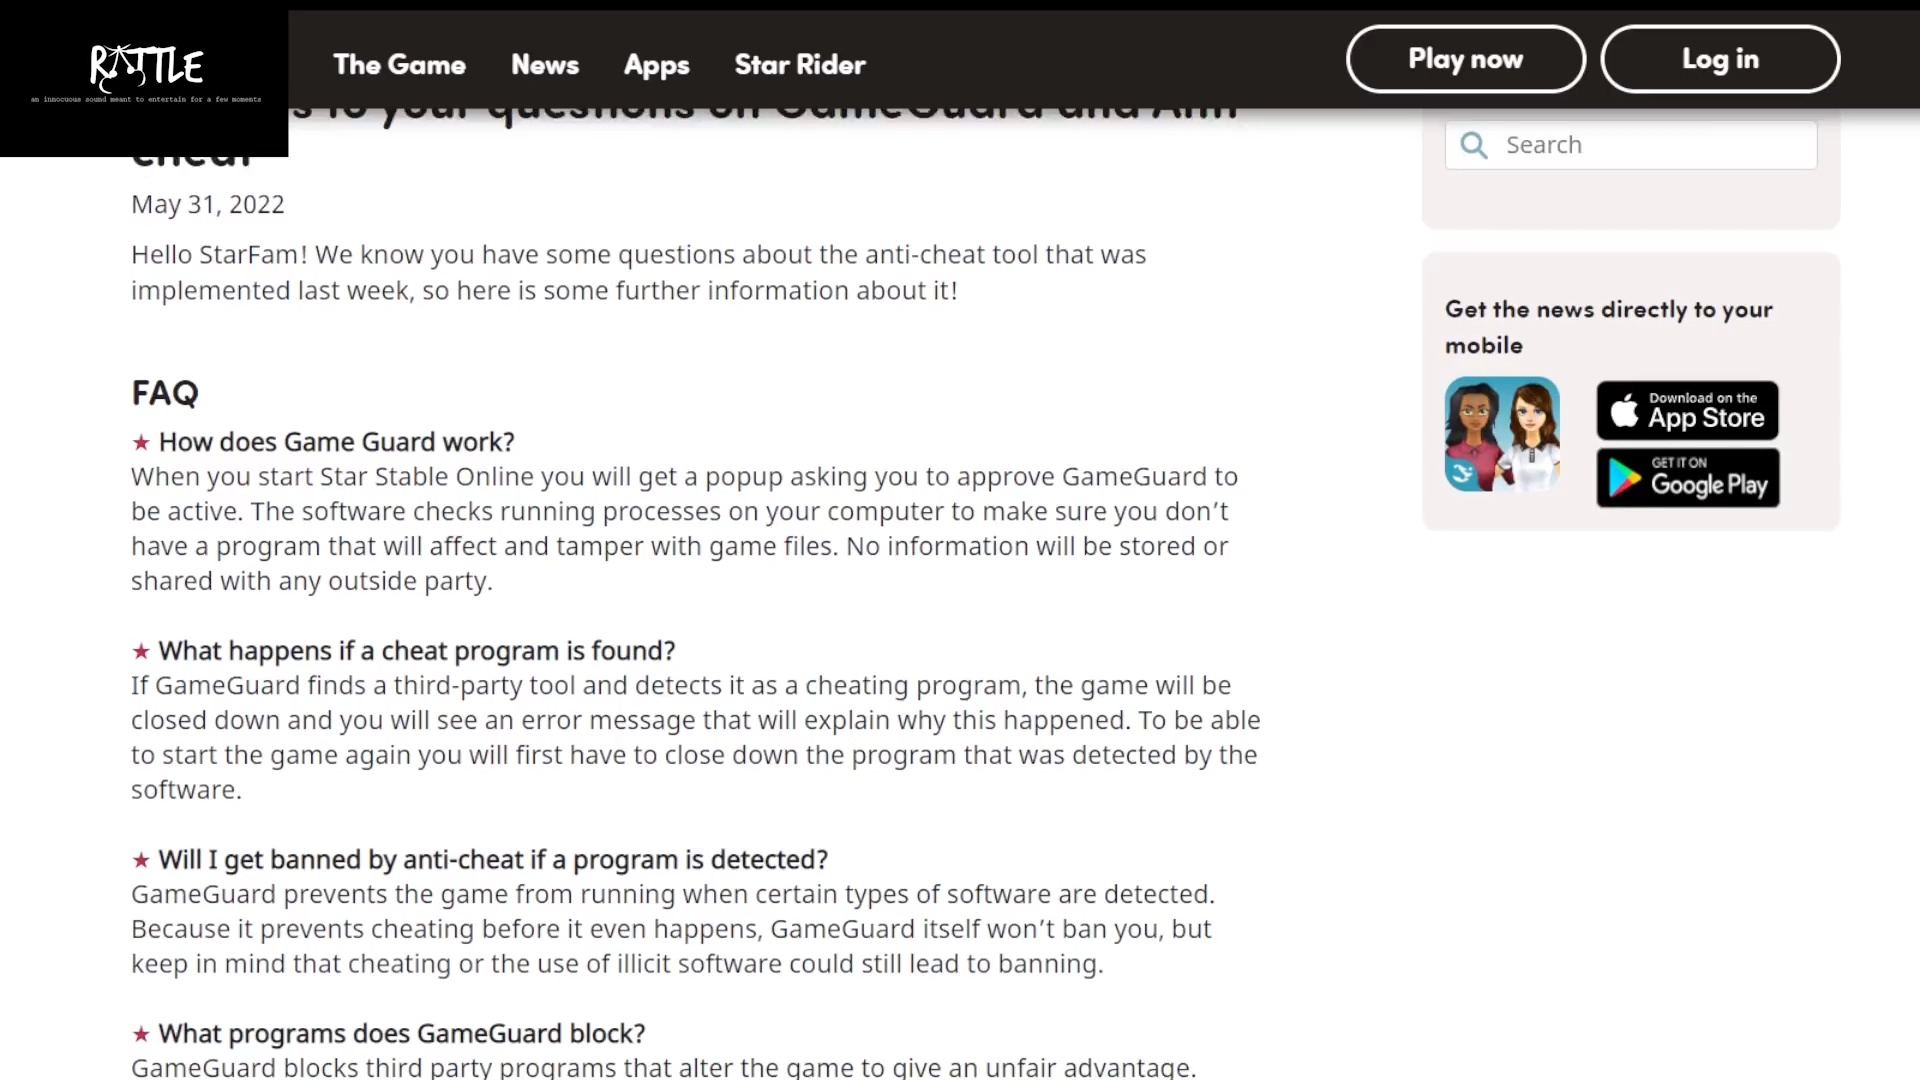 RATTLE
an innocuous sound meant to entertain for a few moments
The Game
News
Apps
Star Rider
Play now
Log in
to your questions on GameGuard and Anti
cheat
May 31, 2022
Hello StarFam! We know you have some questions about the anti-cheat tool that was
implemented last week, so here is some further information about it!
FAQ
★ How does Game Guard work?
When you start Star Stable Online you will get a popup asking you to approve GameGuard to
be active. The software checks running processes on your computer to make sure you don’t
have a program that will affect and tamper with game files. No information will be stored or
shared with any outside party.
★ What happens if a cheat program is found?
If GameGuard finds a third-party tool and detects it as a cheating program, the game will be
closed down and you will see an error message that will explain why this happened. To be able
to start the game again you will first have to close down the program that was detected by the
software.
★ Will I get banned by anti-cheat if a program is detected?
GameGuard prevents the game from running when certain types of software are detected.
Because it prevents cheating before it even happens, GameGuard itself won’t ban you, but
keep in mind that cheating or the use of illicit software could still lead to banning.
★ What programs does GameGuard block?
GameGuard blocks third party programs that alter the game to give an unfair advantage.
Search
Get the news directly to your
mobile
Download on the
App Store
GET IT ON
Google Play